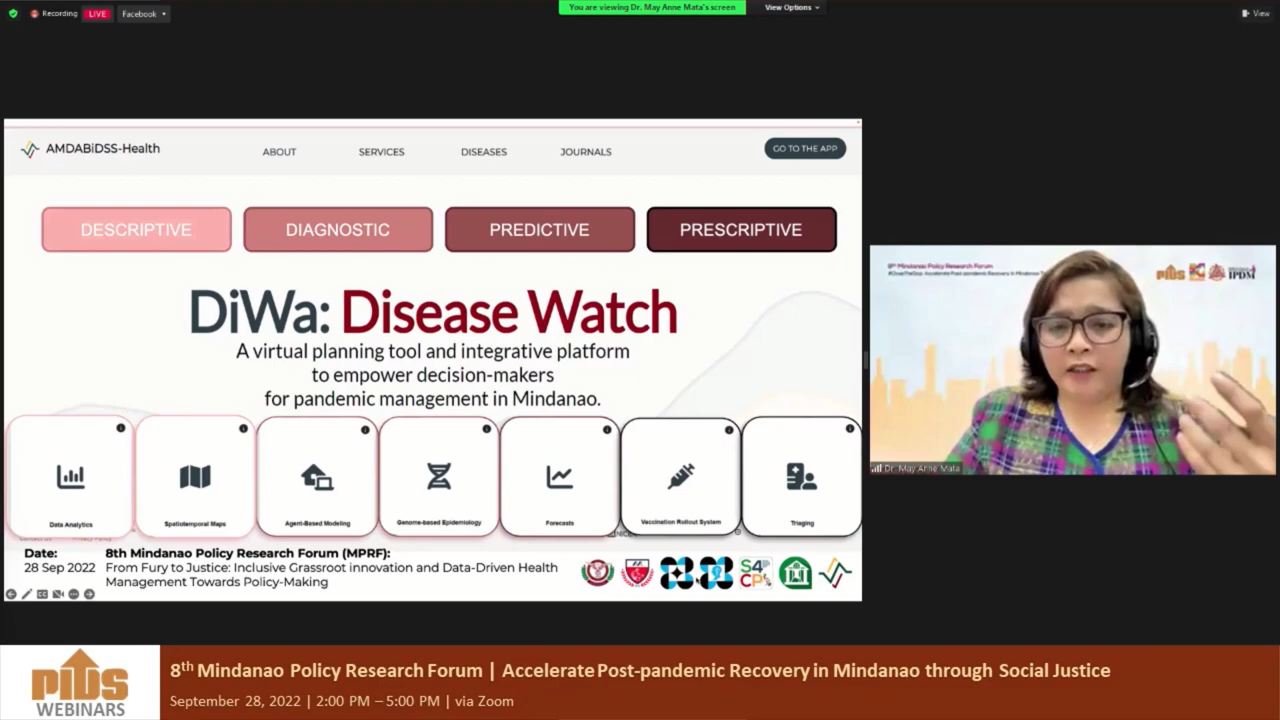 Recording
LIVE
Facebook
You are viewing Dr. May Anne Mata's screen
View Options
View
AMDABiDSS-Health
ABOUT
SERVICES
DISEASES
JOURNALS
GO TO THE APP
DESCRIPTIVE
DIAGNOSTIC
PREDICTIVE
PRESCRIPTIVE
DiWa: Disease Watch
A virtual planning tool and integrative platform
to empower decision-makers
for pandemic management in Mindanao.
Data Analytics
Spatiotemporal Maps
Agent-Based Modeling
Genome-based Epidemiology
Forecasts
Vaccination Rollout System
Triaging
Date:
28 Sep 2022
8th Mindanao Policy Research Forum (MPRF):
From Fury to Justice: Inclusive Grassroot innovation and Data-Driven Health
Management Towards Policy-Making
S4
CP
8th Mindanao Policy Research Forum
PIDS
IPDM
Dr. May Anne Mata
PIDS
WEBINARS
8th Mindanao Policy Research Forum | Accelerate Post-pandemic Recovery in Mindanao through Social Justice
September 28, 2022 | 2:00 PM – 5:00 PM | via Zoom